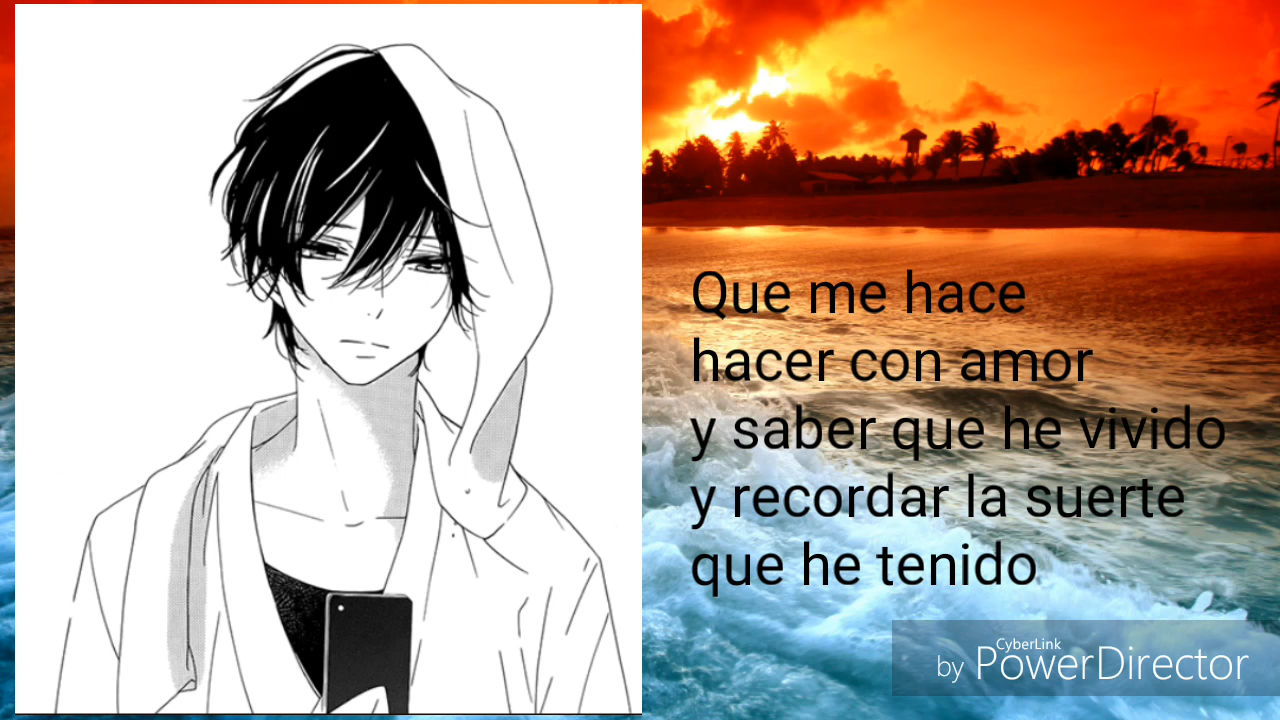 Que me hace
hacer con amor
y saber que he vivido
y recordar la suerte
que he tenido
CyberLink
by PowerDirector